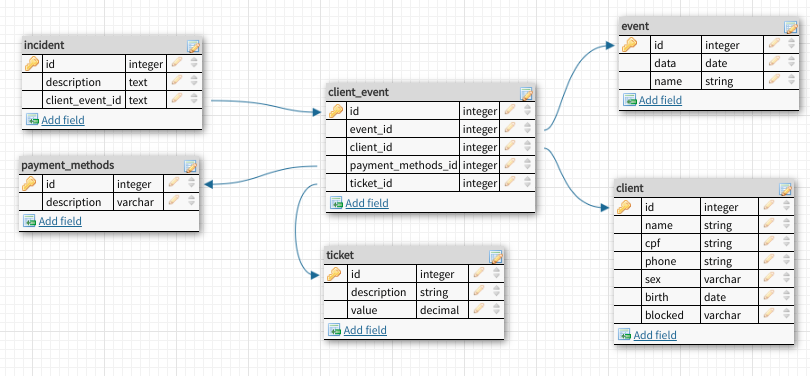 incident
id integer
description text
client_event_id text
Add field
payment_methods
id integer
description varchar
Add field
client_event
id integer
event_id integer
client_id integer
payment_methods_id integer
ticket_id integer
Add field
ticket
id integer
description string
value decimal
Add field
event
id integer
data date
name string
Add field
client
id integer
name string
cpf string
phone string
sex varchar
birth date
blocked varchar
Add field